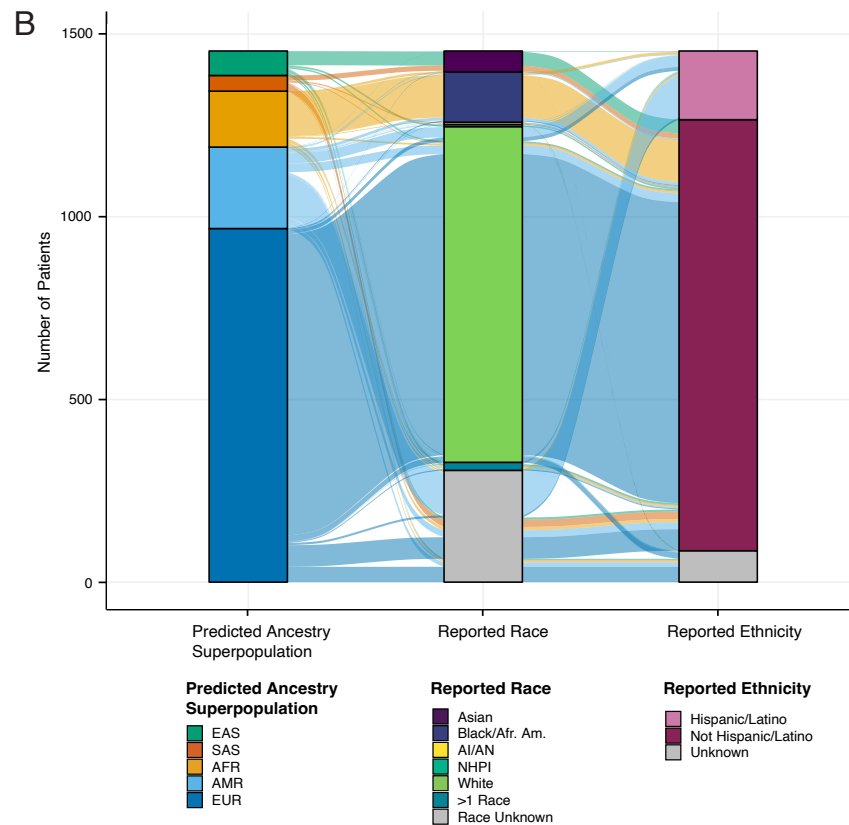 B
1500
1000
500
0
Number of Patients
Predicted Ancestry
Superpopulation
Reported Race
Reported Ethnicity
Predicted Ancestry
Superpopulation
EAS
SAS
AFR
AMR
EUR
Reported Race
Asian
Black/Afr. Am.
AI/AN
NHPI
White
>1 Race
Race Unknown
Reported Ethnicity
Hispanic/Latino
Not Hispanic/Latino
Unknown